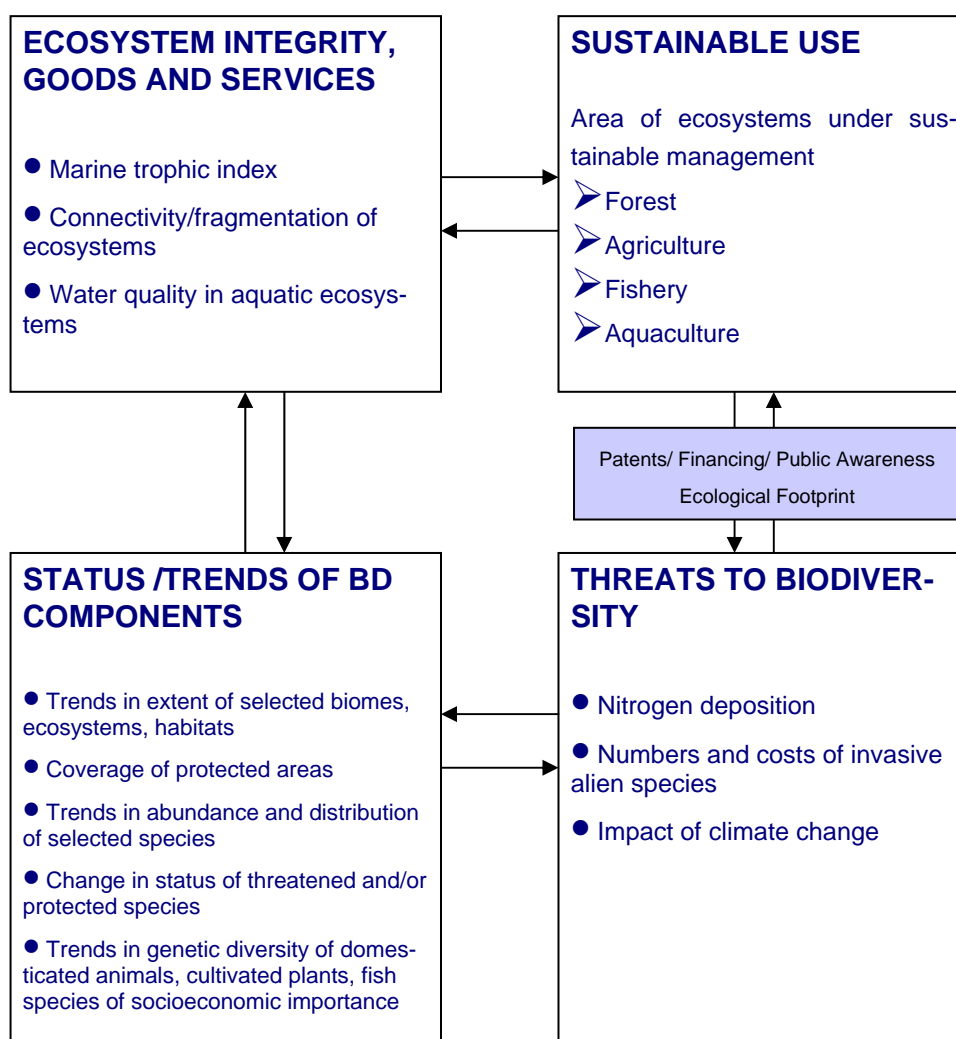 ECOSYSTEM INTEGRITY,
GOODS AND SERVICES
● Marine trophic index
● Connectivity/fragmentation of
ecosystems
● Water quality in aquatic ecosys-
tems
SUSTAINABLE USE
Area of ecosystems under sus-
tainable management
➢Forest
➢Agriculture
➢Fishery
➢Aquaculture
Patents/ Financing/ Public Awareness
Ecological Footprint
STATUS /TRENDS OF BD
COMPONENTS
● Trends in extent of selected biomes,
ecosystems, habitats
● Coverage of protected areas
● Trends in abundance and distribution
of selected species
● Change in status of threatened and/or
protected species
● Trends in genetic diversity of domes-
ticated animals, cultivated plants, fish
species of socioeconomic importance
THREATS TO BIODIVER-
SITY
● Nitrogen deposition
● Numbers and costs of invasive
alien species
● Impact of climate change